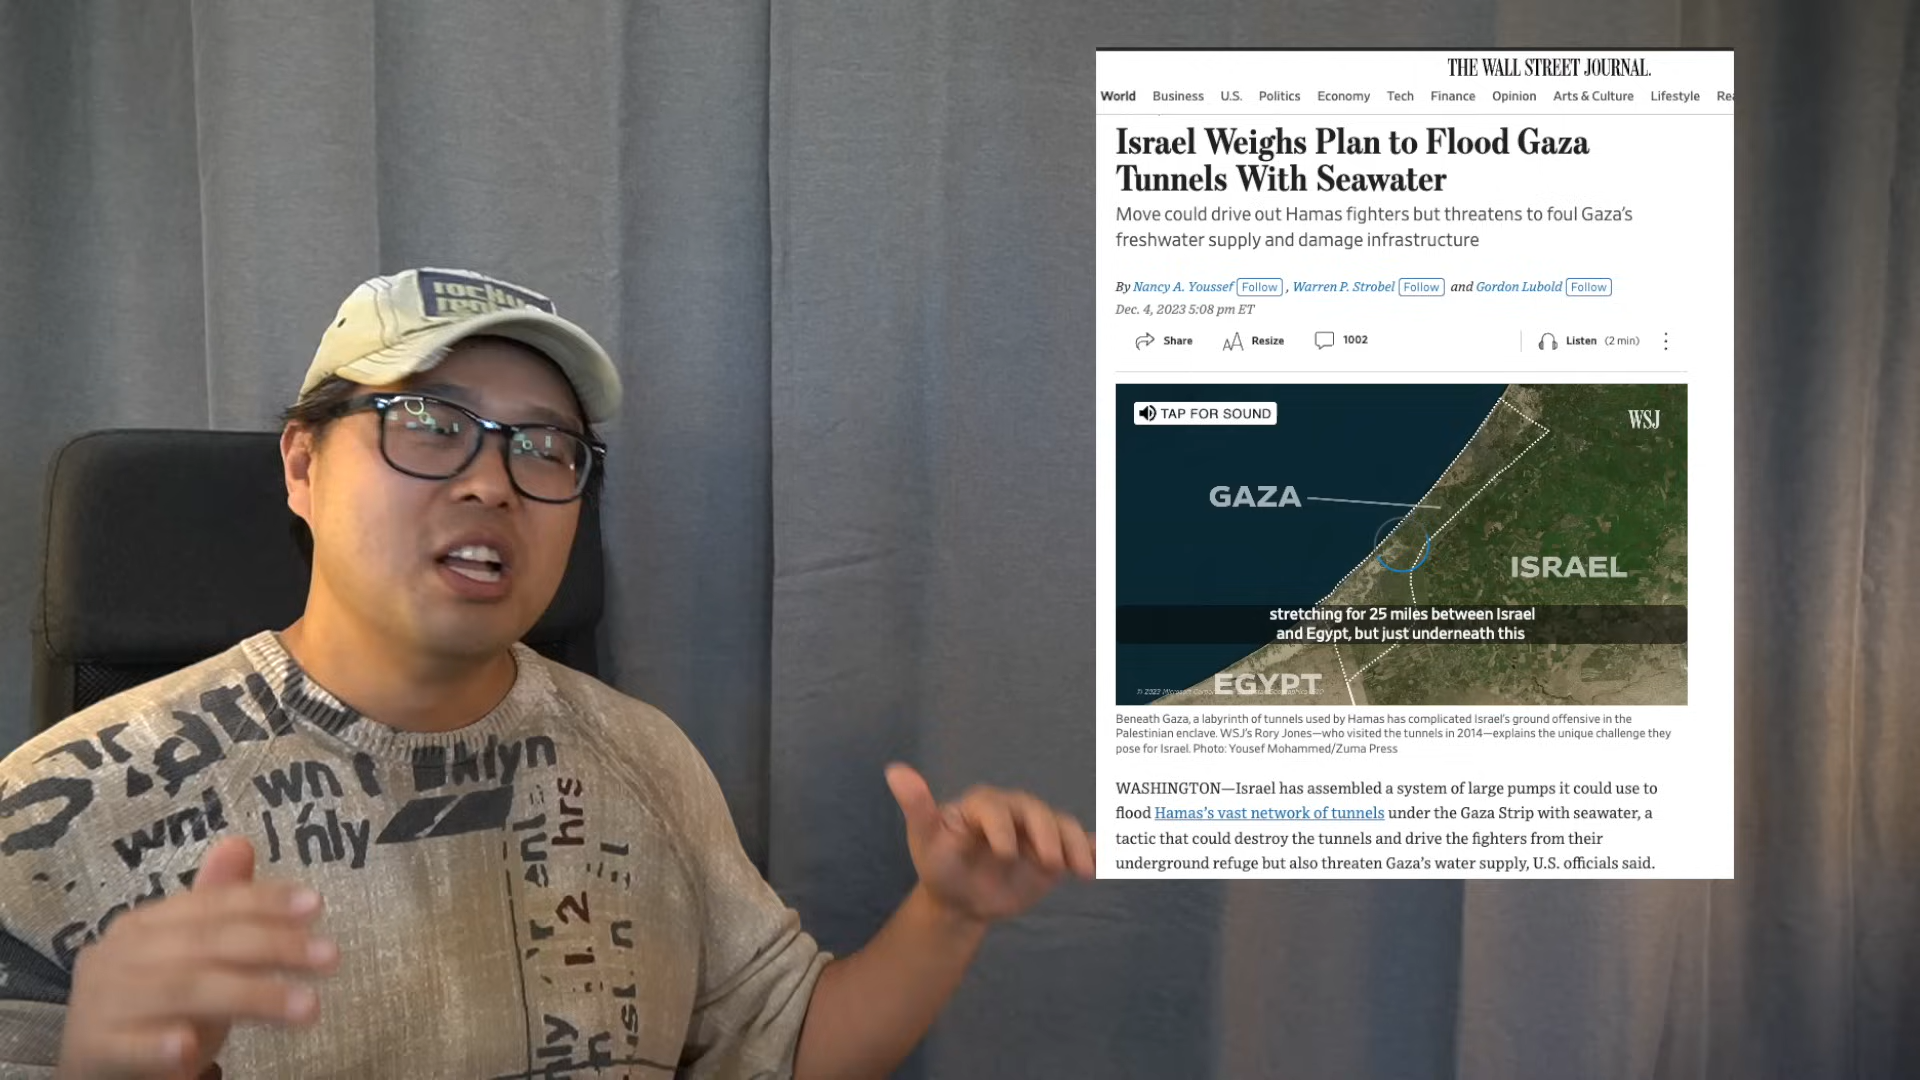 THE WALL STREET JOURNAL.
World Business U.S. Politics Economy Tech Finance Opinion Arts & Culture Lifestyle
Israel Weighs Plan to Flood Gaza
Tunnels With Seawater
Move could drive out Hamas fighters but threatens to foul Gaza's
freshwater supply and damage infrastructure
By Nancy A. Youssef Follow, Warren P. Strobel Follow and Gordon Lubold Follow
Dec. 4, 2023 5:08 pm ET
Share AA Resize 1002 Listen (2 min)
TAP FOR SOUND
WSJ
GAZA
ISRAEL
stretching for 25 miles between Israel
and Egypt, but just underneath this
EGYPT
Beneath Gaza, a labyrinth of tunnels used by Hamas has complicated Israel's ground offensive in the
Palestinian enclave. WSJ's Rory Jones—who visited the tunnels in 2014—explains the unique challenge they
pose for Israel. Photo: Yousef Mohammed/Zuma Press
WASHINGTON—Israel has assembled a system of large pumps it could use to
flood Hamas's vast network of tunnels under the Gaza Strip with seawater, a
tactic that could destroy the tunnels and drive the fighters from their
underground refuge but also threaten Gaza's water supply, U.S. officials said.
wnt
hrs
12